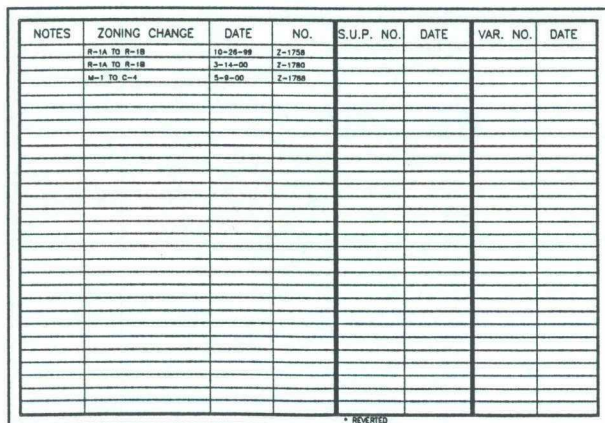 NOTES ZONING CHANGE DATE NO. S.U.P. NO. DATE VAR. NO. DATE
R-1A TO R-1B 10-26-99 Z-1758
R-1A TO R-1B 3-14-00 Z-1780
M-1 TO C-4 5-9-00 Z-1788
* REVERTED